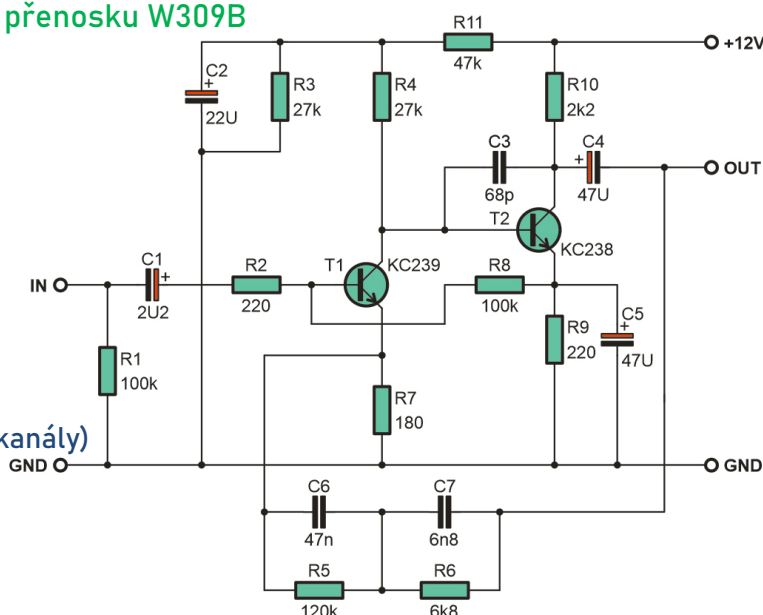 přenosku W309B
R11
47k
+12V
C2
+
22U
R3
27k
R4
27k
R10
2k2
C3
68p
C4
+
47U
OUT
T2
KC238
IN
C1
+
2U2
R2
220
T1
KC239
R8
100k
R1
100k
R9
220
C5
+
47U
R7
180
kanály)
GND
GND
C6
47n
C7
6n8
R5
120k
R6
6k8